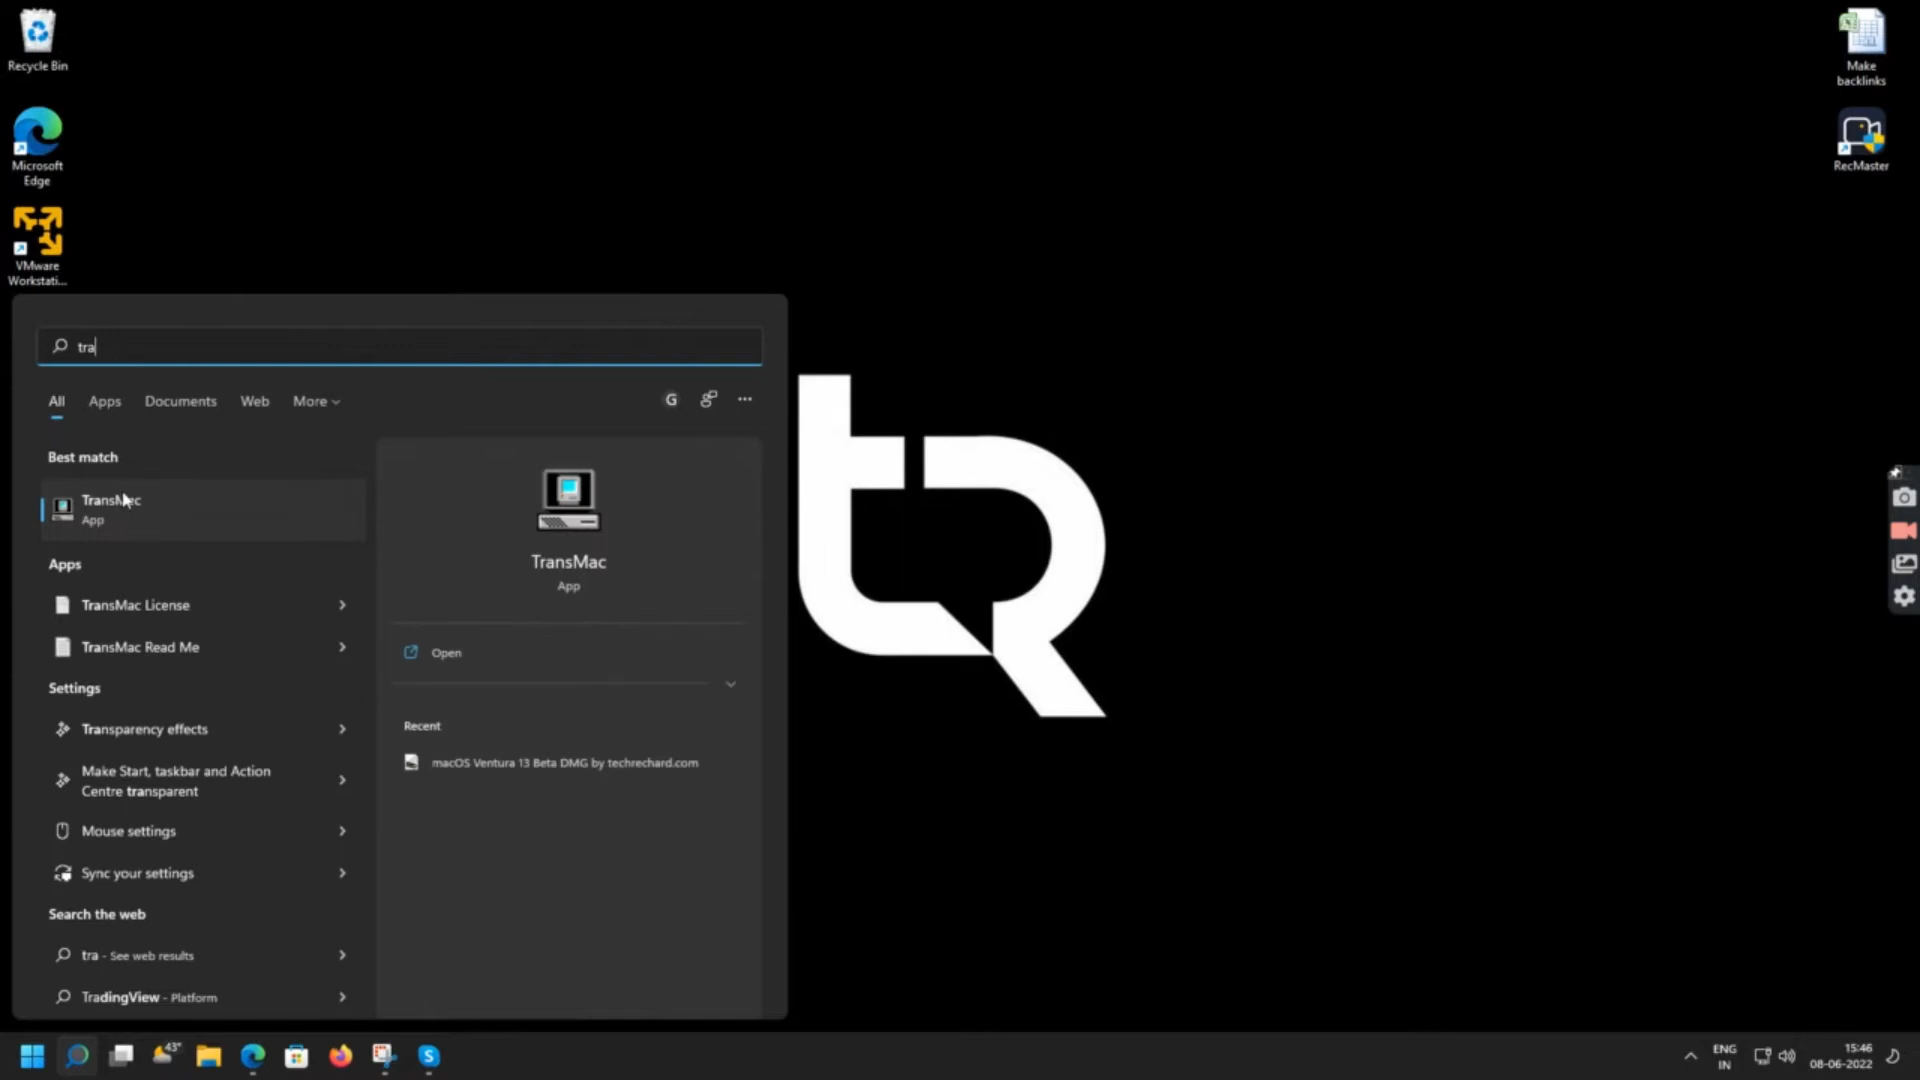 Recycle Bin
Microsoft
Edge
VMware
Workstati...
Make
backlinks
RecMaster
tra
All
Apps
Documents
Web
More
G
Best match
TransMac
App
Apps
TransMac License
TransMac Read Me
Settings
Transparency effects
Make Start, taskbar and Action
Centre transparent
Mouse settings
Sync your settings
Search the web
tra - See web results
TradingView - Platform
TransMac
App
Open
Recent
macOS Ventura 13 Beta DMG by techrechard.com
tR
43°
S
ENG
IN
15:46
08-06-2022